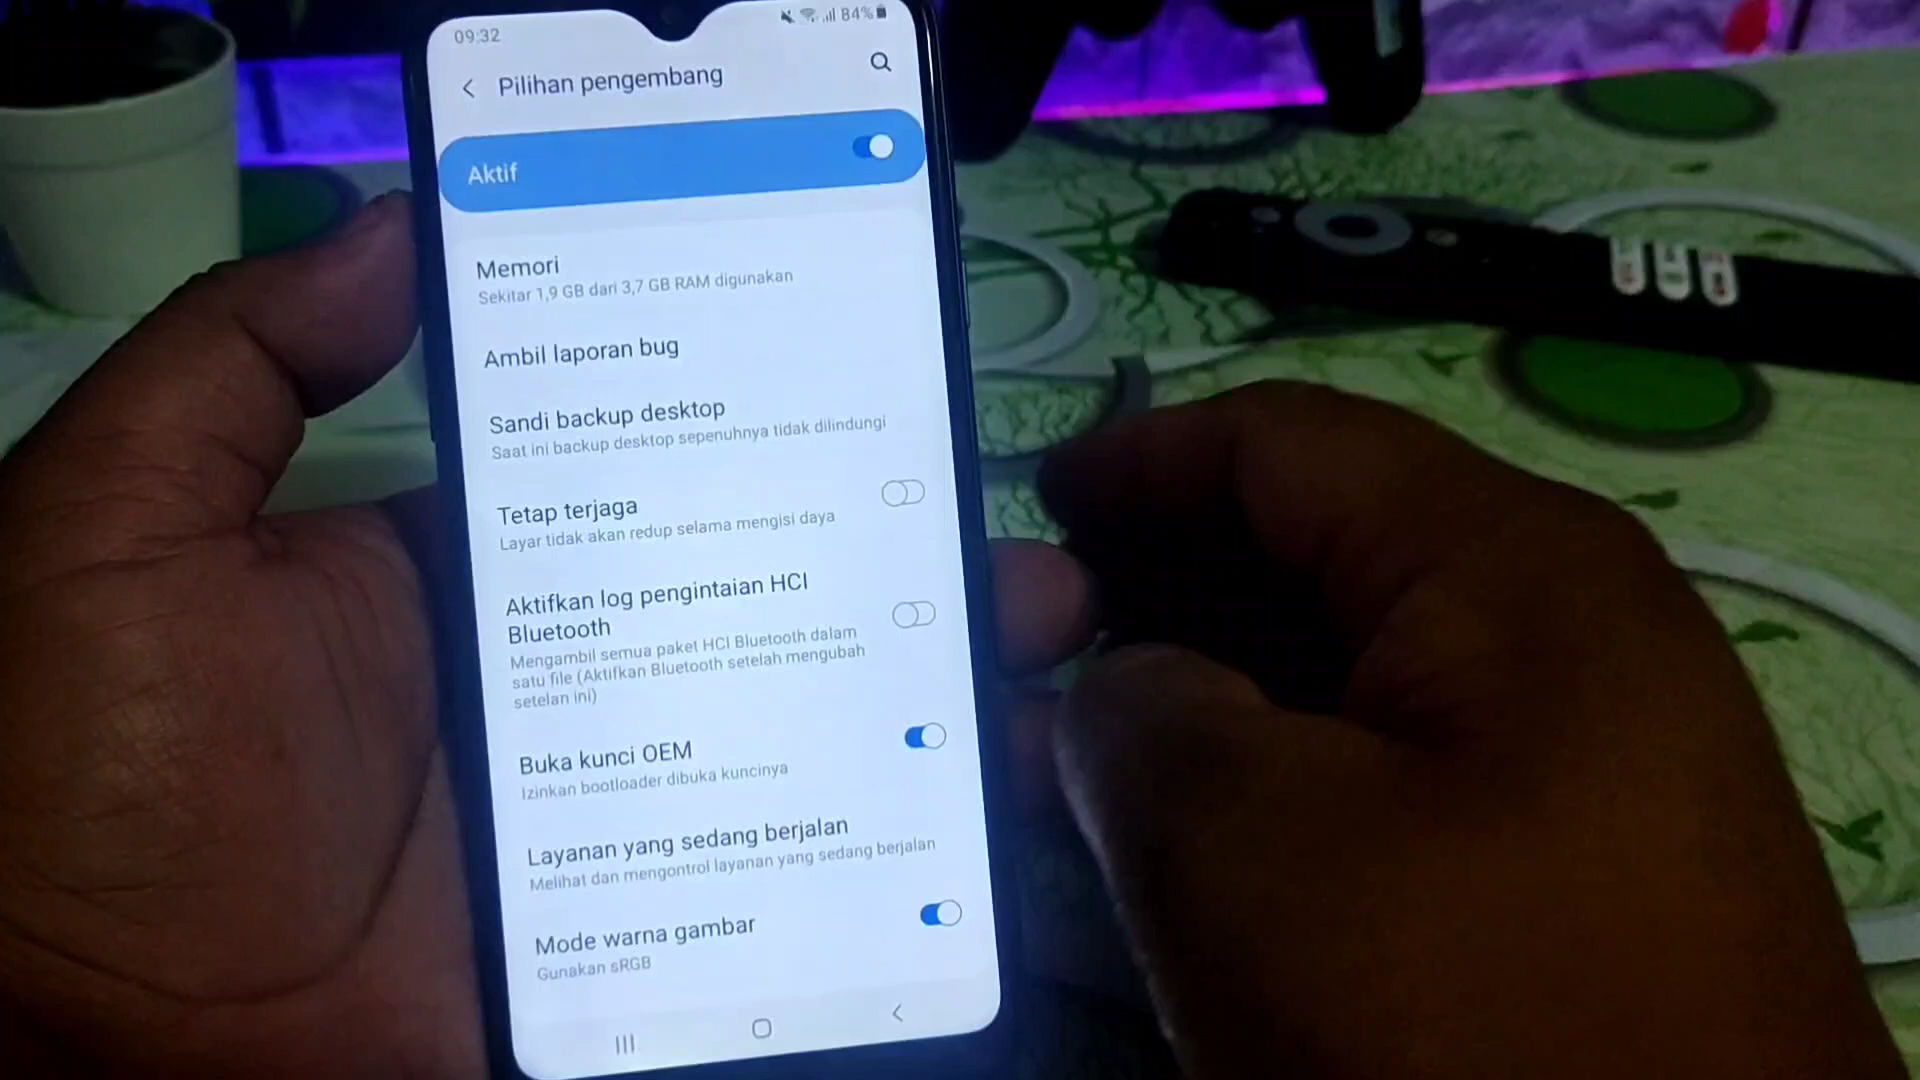 09:32
84%
Pilihan pengembang
Aktif
Memori
Sekitar 1,9 GB dari 3,7 GB RAM digunakan
Ambil laporan bug
Sandi backup desktop
Saat ini backup desktop sepenuhnya tidak dilindungi
Tetap terjaga
Layar tidak akan redup selama mengisi daya
Aktifkan log pengintaian HCI
Bluetooth
Mengambil semua paket HCI Bluetooth dalam
satu file (Aktifkan Bluetooth setelah mengubah
setelan ini)
Buka kunci OEM
Izinkan bootloader dibuka kuncinya
Layanan yang sedang berjalan
Melihat dan mengontrol layanan yang sedang berjalan
Mode warna gambar
Gunakan sRGB